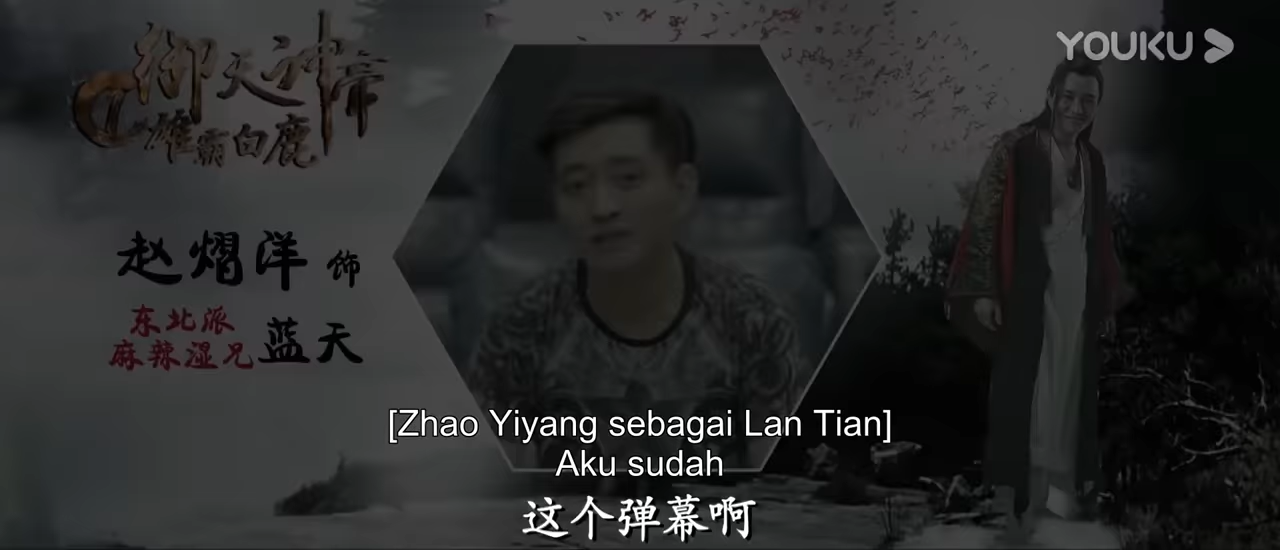 御天神帝
II
雄霸白鹿
YOUKU
赵熠洋 饰
东北派
麻辣湿兄 蓝天
[Zhao Yiyang sebagai Lan Tian]
Aku sudah
这个弹幕啊